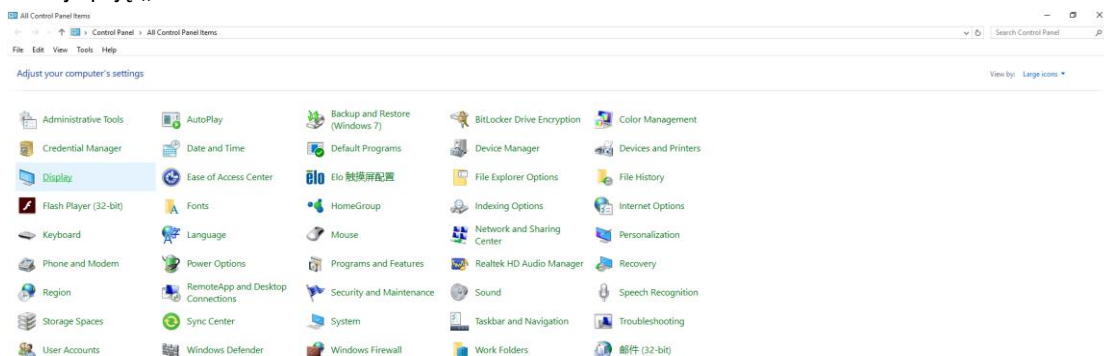 All Control Panel Items
Control Panel > All Control Panel Items
Search Control Panel
File Edit View Tools Help
Adjust your computer's settings
View by: Large icons
Administrative Tools
AutoPlay
Backup and Restore
(Windows 7)
BitLocker Drive Encryption
Color Management
Credential Manager
Date and Time
Default Programs
Device Manager
Devices and Printers
Display
Ease of Access Center
elo
Elo 触摸屏配置
File Explorer Options
File History
Flash Player (32-bit)
Fonts
HomeGroup
Indexing Options
Internet Options
Keyboard
Language
Mouse
Network and Sharing
Center
Personalization
Phone and Modem
Power Options
Programs and Features
Realtek HD Audio Manager
Recovery
Region
RemoteApp and Desktop
Connections
Security and Maintenance
Sound
Speech Recognition
Storage Spaces
Sync Center
System
Taskbar and Navigation
Troubleshooting
User Accounts
Windows Defender
Windows Firewall
Work Folders
邮件 (32-bit)